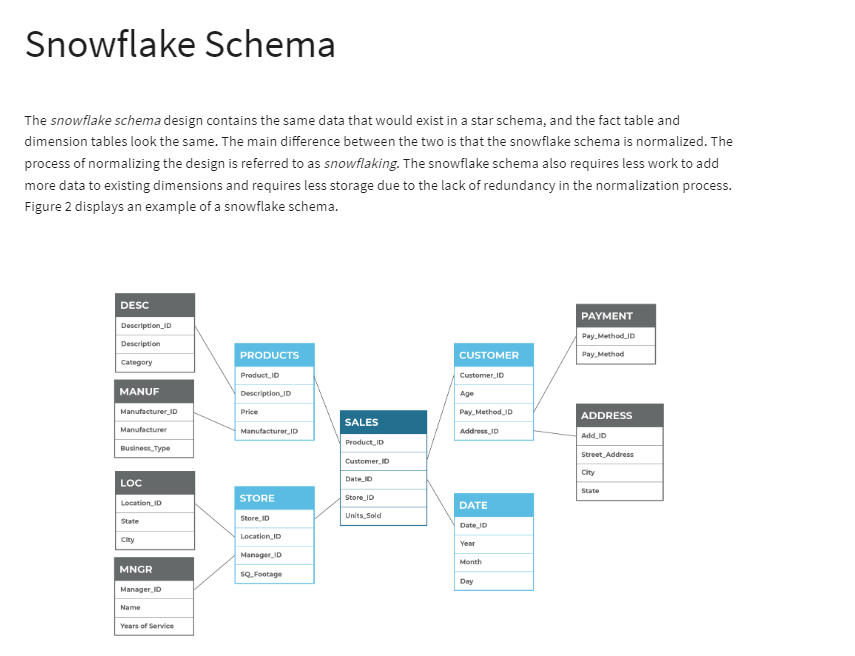 Snowflake Schema
The snowflake schema design contains the same data that would exist in a star schema, and the fact table and
dimension tables look the same. The main difference between the two is that the snowflake schema is normalized. The
process of normalizing the design is referred to as snowflaking. The snowflake schema also requires less work to add
more data to existing dimensions and requires less storage due to the lack of redundancy in the normalization process.
Figure 2 displays an example of a snowflake schema.
DESC
Description_ID
Description
Category
MANUF
Manufacturer_ID
Manufacturer
Business_Type
LOC
Location_ID
State
City
MNGR
Manager_ID
Name
Years of Service
PRODUCTS
Product_ID
Description_ID
Price
Manufacturer_ID
STORE
Store_ID
Location_ID
Manager_ID
SQ_Footage
SALES
Product_ID
Customer_ID
Date_ID
Store_ID
Units_Sold
CUSTOMER
Customer_ID
Age
Pay_Method_ID
Address_ID
DATE
Date_ID
Year
Month
Day
PAYMENT
Pay_Method_ID
Pay_Method
ADDRESS
Add_ID
Street_Address
City
State